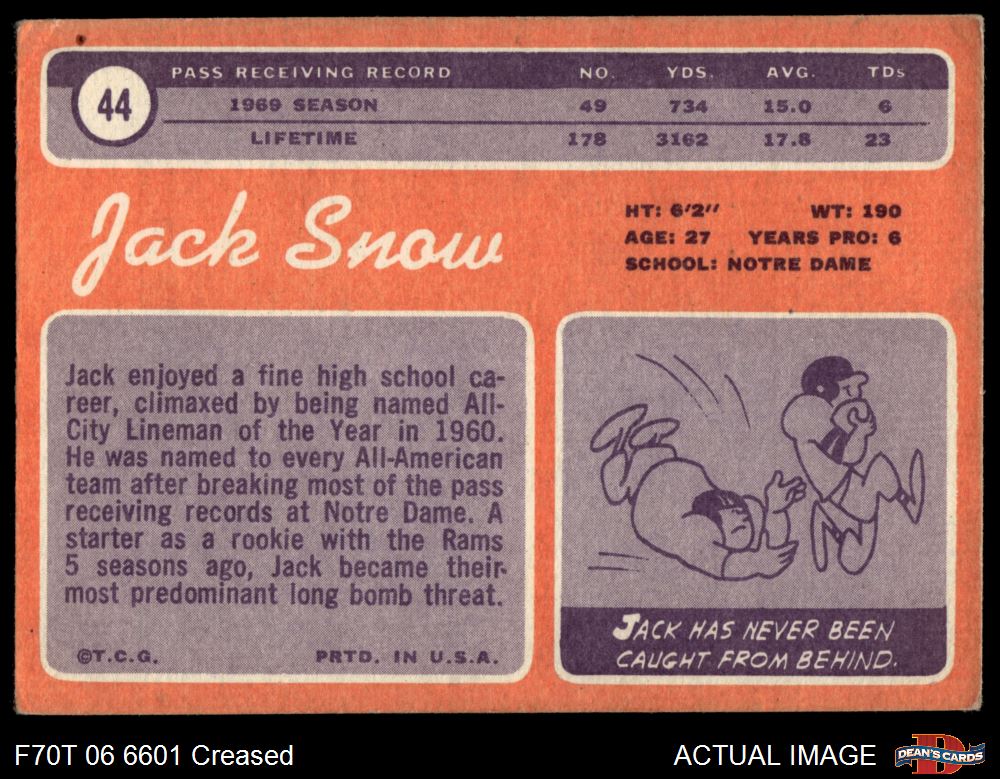 44
PASS RECEIVING RECORD NO. YDS. AVG. TDs
1969 SEASON 49 734 15.0 6
LIFETIME 178 3162 17.8 23
Jack Snow
HT: 6'2" WT: 190
AGE: 27 YEARS PRO: 6
SCHOOL: NOTRE DAME
Jack enjoyed a fine high school ca-
reer, climaxed by being named All-
City Lineman of the Year in 1960.
He was named to every All-American
team after breaking most of the pass
receiving records at Notre Dame. A
starter as a rookie with the Rams
5 seasons ago, Jack became their
most predominant long bomb threat.
©T.C.G. PRTD. IN U.S.A.
JACK HAS NEVER BEEN
CAUGHT FROM BEHIND.
F70T 06 6601 Creased ACTUAL IMAGE
D
DEAN'S CARDS